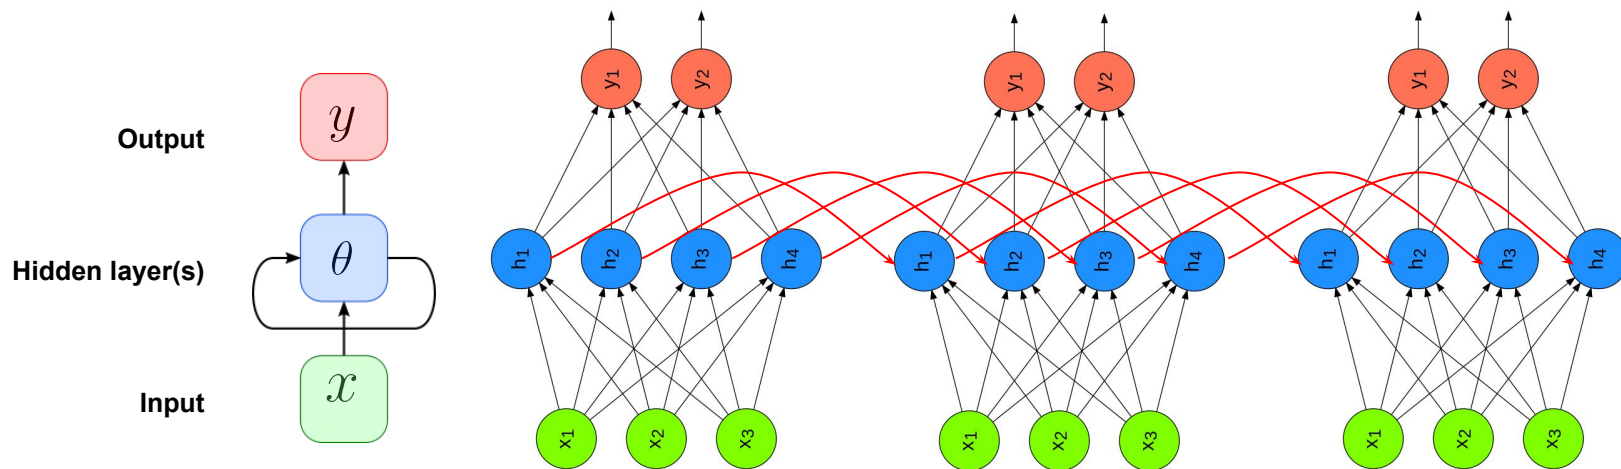 Output
Hidden layer(s)
Input
y
θ
x
y1 y2 y1 y2 y1 y2
h1 h2 h3 h4 h1 h2 h3 h4 h1 h2 h3 h4
x1 x2 x3 x1 x2 x3 x1 x2 x3